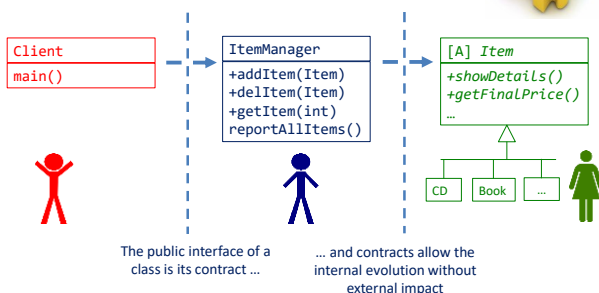 Client
main()
ItemManager
+addItem(Item)
+delItem(Item)
+getItem(int)
reportAllItems()
[A] Item
+showDetails()
+getFinalPrice()
…
CD
Book
...
The public interface of a
class is its contract …
… and contracts allow the
internal evolution without
external impact